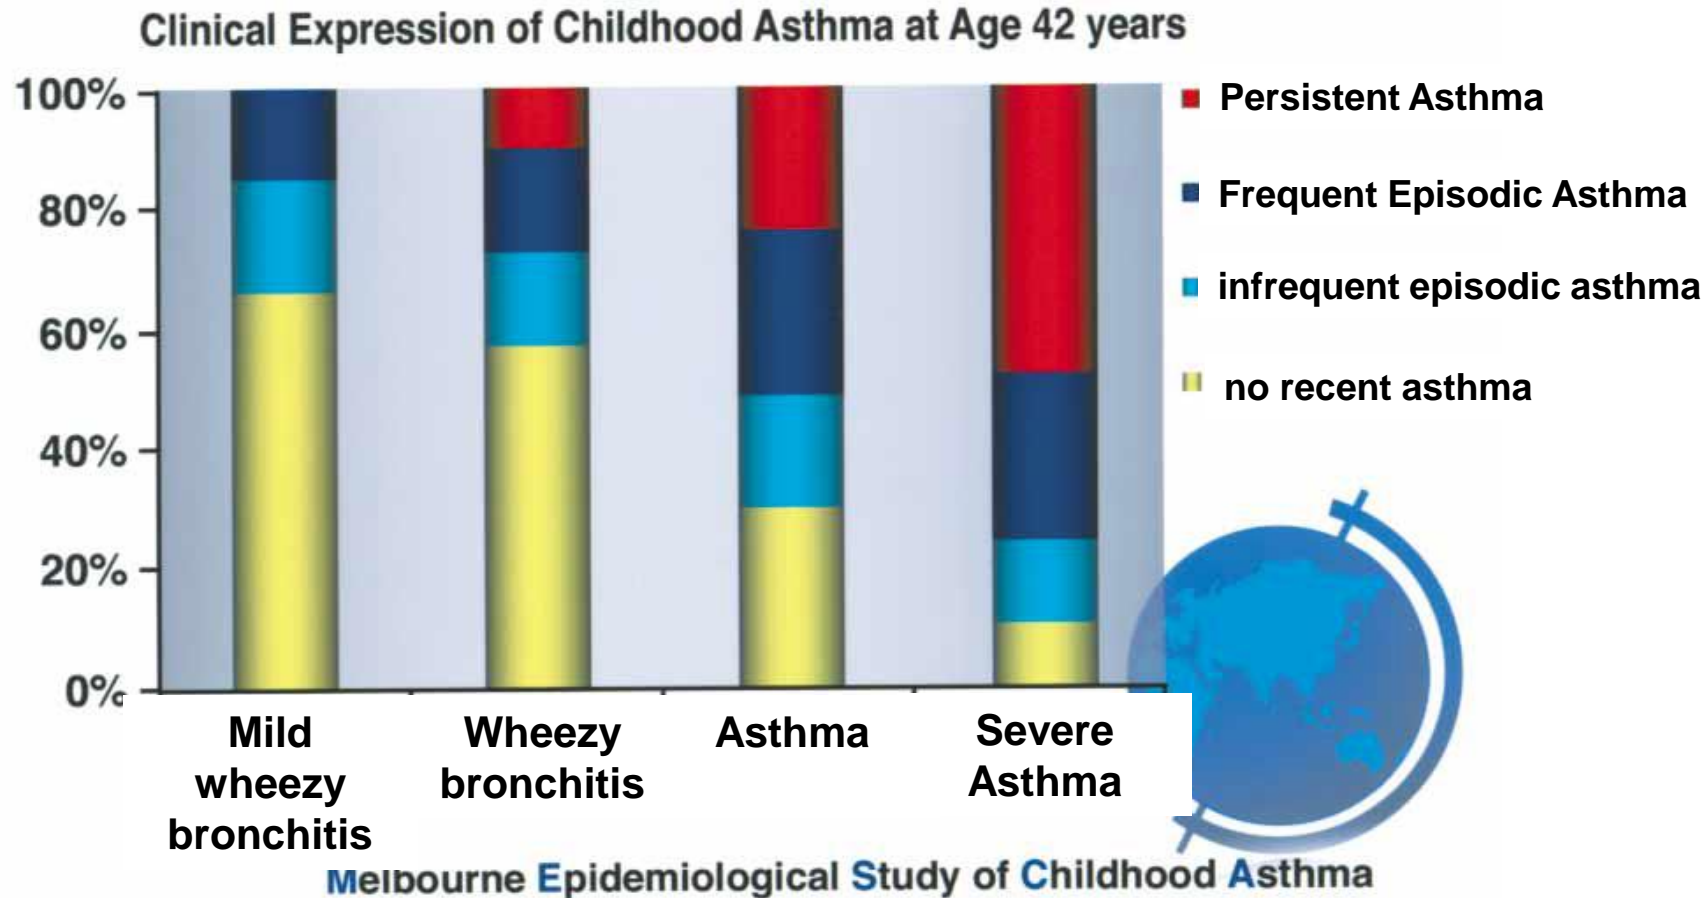 Clinical Expression of Childhood Asthma at Age 42 years
100%
80%
60%
40%
20%
0%
Persistent Asthma
Frequent Episodic Asthma
infrequent episodic asthma
no recent asthma
Mild
wheezy
bronchitis
Wheezy
bronchitis
Asthma
Severe
Asthma
Melbourne Epidemiological Study of Childhood Asthma